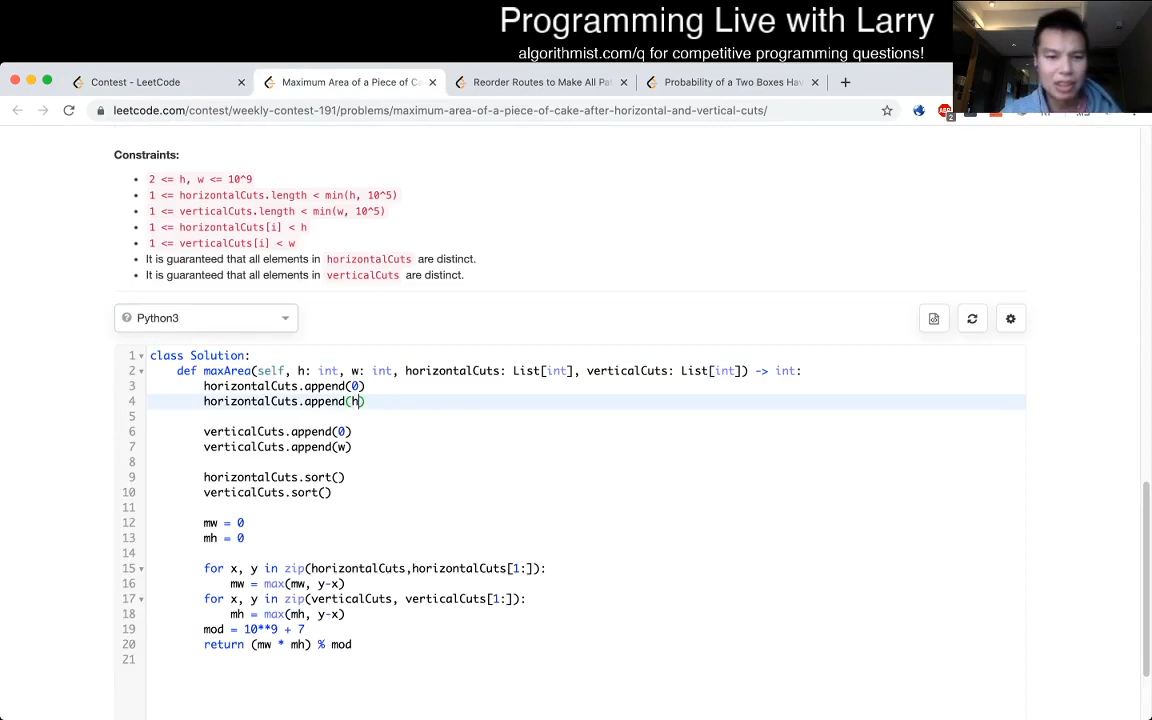 Programming Live with Larry
algorithmist.com/q for competitive programming questions!
Contest - LeetCode
Maximum Area of a Piece of Ca
Reorder Routes to Make All Pat
Probability of a Two Boxes Hav
leetcode.com/contest/weekly-contest-191/problems/maximum-area-of-a-piece-of-cake-after-horizontal-and-vertical-cuts/
2
Constraints:
2 <= h, w <= 10^9
1 <= horizontalCuts.length < min(h, 10^5)
1 <= verticalCuts.length < min(w, 10^5)
1 <= horizontalCuts[i] < h
1 <= verticalCuts[i] < w
It is guaranteed that all elements in horizontalCuts are distinct.
It is guaranteed that all elements in verticalCuts are distinct.
Python3
1 class Solution:
2 def maxArea(self, h: int, w: int, horizontalCuts: List[int], verticalCuts: List[int]) -> int:
3 horizontalCuts.append(0)
4 horizontalCuts.append(h)
5
6 verticalCuts.append(0)
7 verticalCuts.append(w)
8
9 horizontalCuts.sort()
10 verticalCuts.sort()
11
12 mw = 0
13 mh = 0
14
15 for x, y in zip(horizontalCuts,horizontalCuts[1:]):
16 mw = max(mw, y-x)
17 for x, y in zip(verticalCuts, verticalCuts[1:]):
18 mh = max(mh, y-x)
19 mod = 10**9 + 7
20 return (mw * mh) % mod
21